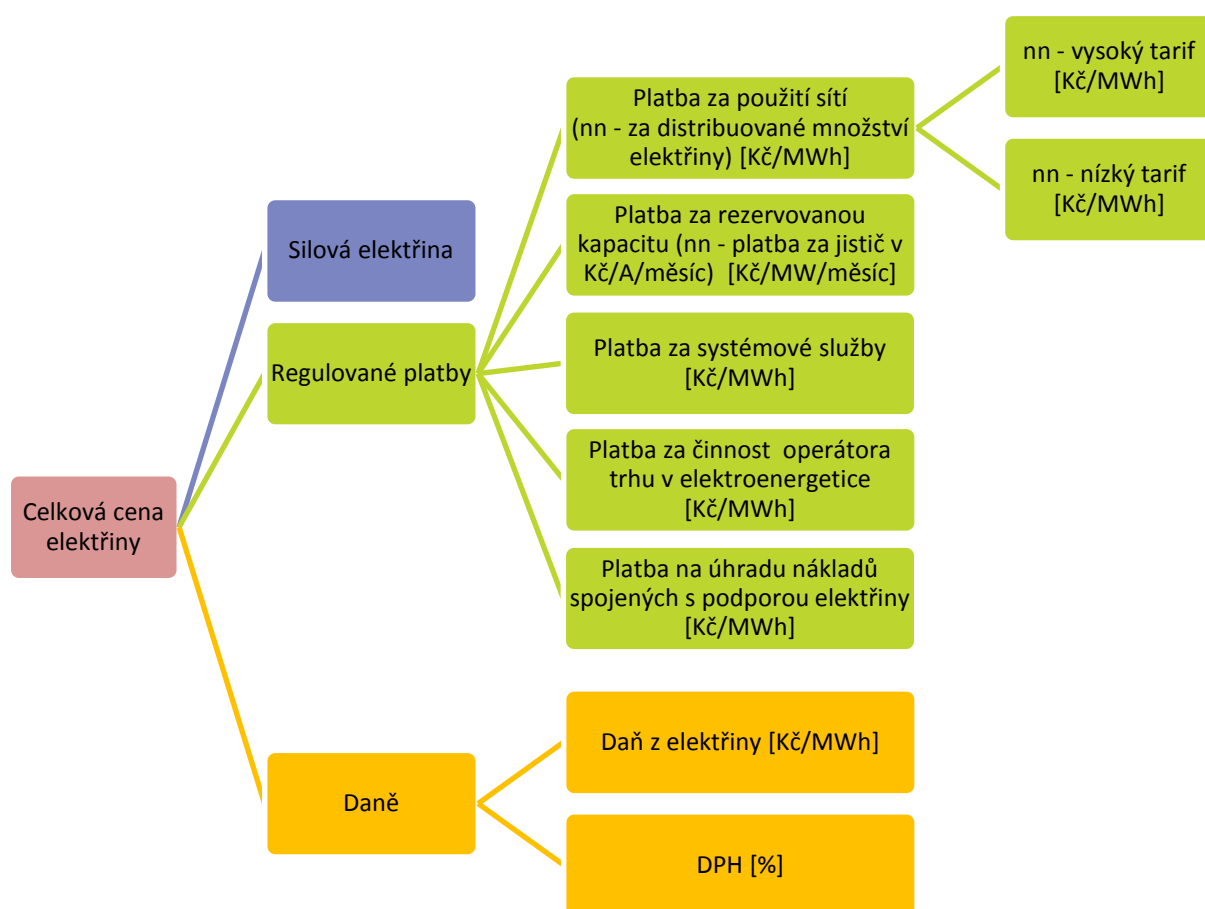 Celková cena
elektřiny
Silová elektřina
Regulované platby
Platba za použití sítí
(nn - za distribuované množství
elektřiny) [Kč/MWh]
nn - vysoký tarif
[Kč/MWh]
nn - nízký tarif
[Kč/MWh]
Platba za rezervovanou
kapacitu (nn - platba za jistič v
Kč/A/měsíc)  [Kč/MW/měsíc]
Platba za systémové služby
[Kč/MWh]
Platba za činnost  operátora
trhu v elektroenergetice
[Kč/MWh]
Platba na úhradu nákladů
spojených s podporou elektřiny
[Kč/MWh]
Daně
Daň z elektřiny [Kč/MWh]
DPH [%]